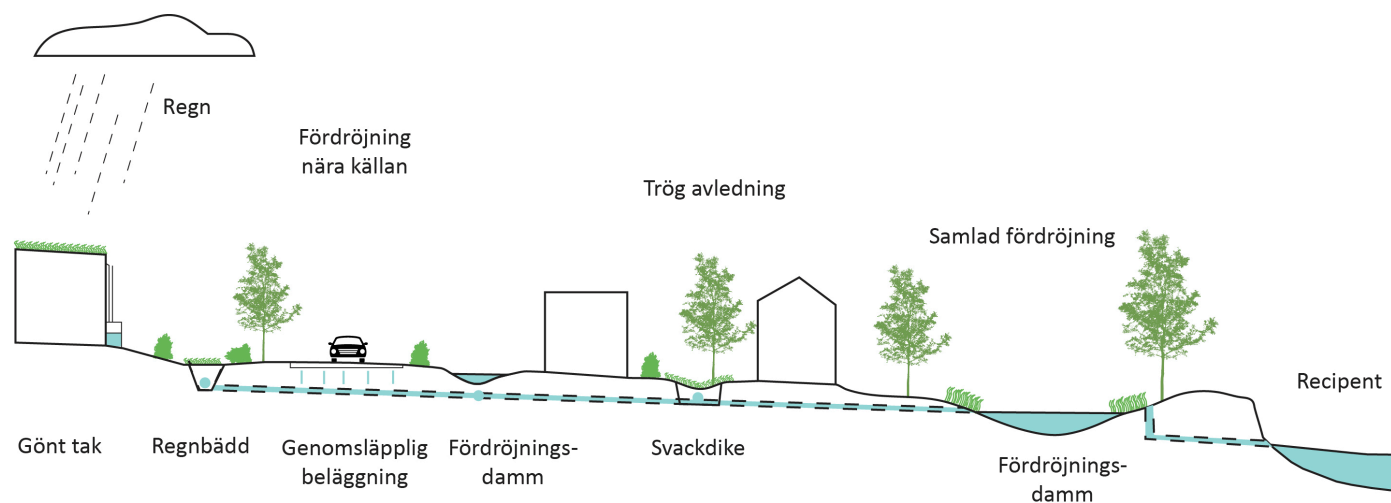 Regn
Fördröjning
nära källan
Trög avledning
Samlad fördröjning
Recipent
Gönt tak
Regnbädd
Genomsläpplig
beläggning
Fördröjnings-
damm
Svackdike
Fördröjnings-
damm